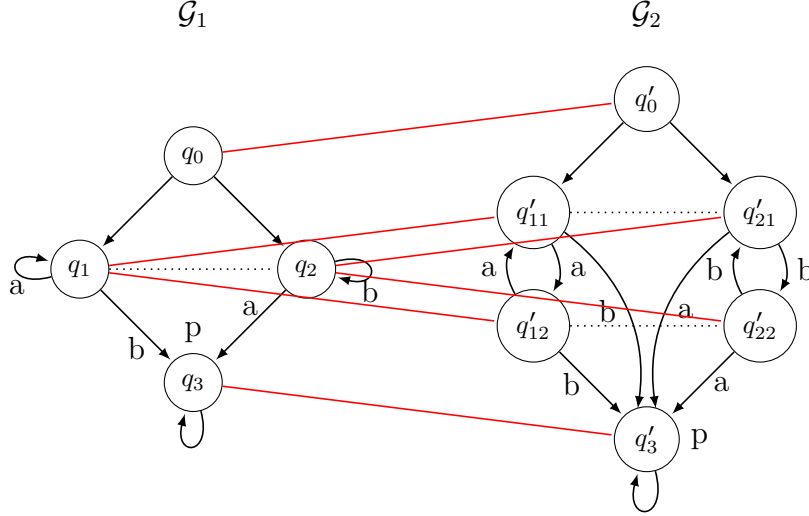 𝒢₁ 𝒢₂
q′₀
q₀
q′₁₁ q′₂₁
q₁ q₂
a b a a b b
a b a
q′₁₂ q′₂₂
b p
q₃ b a
q′₃ p